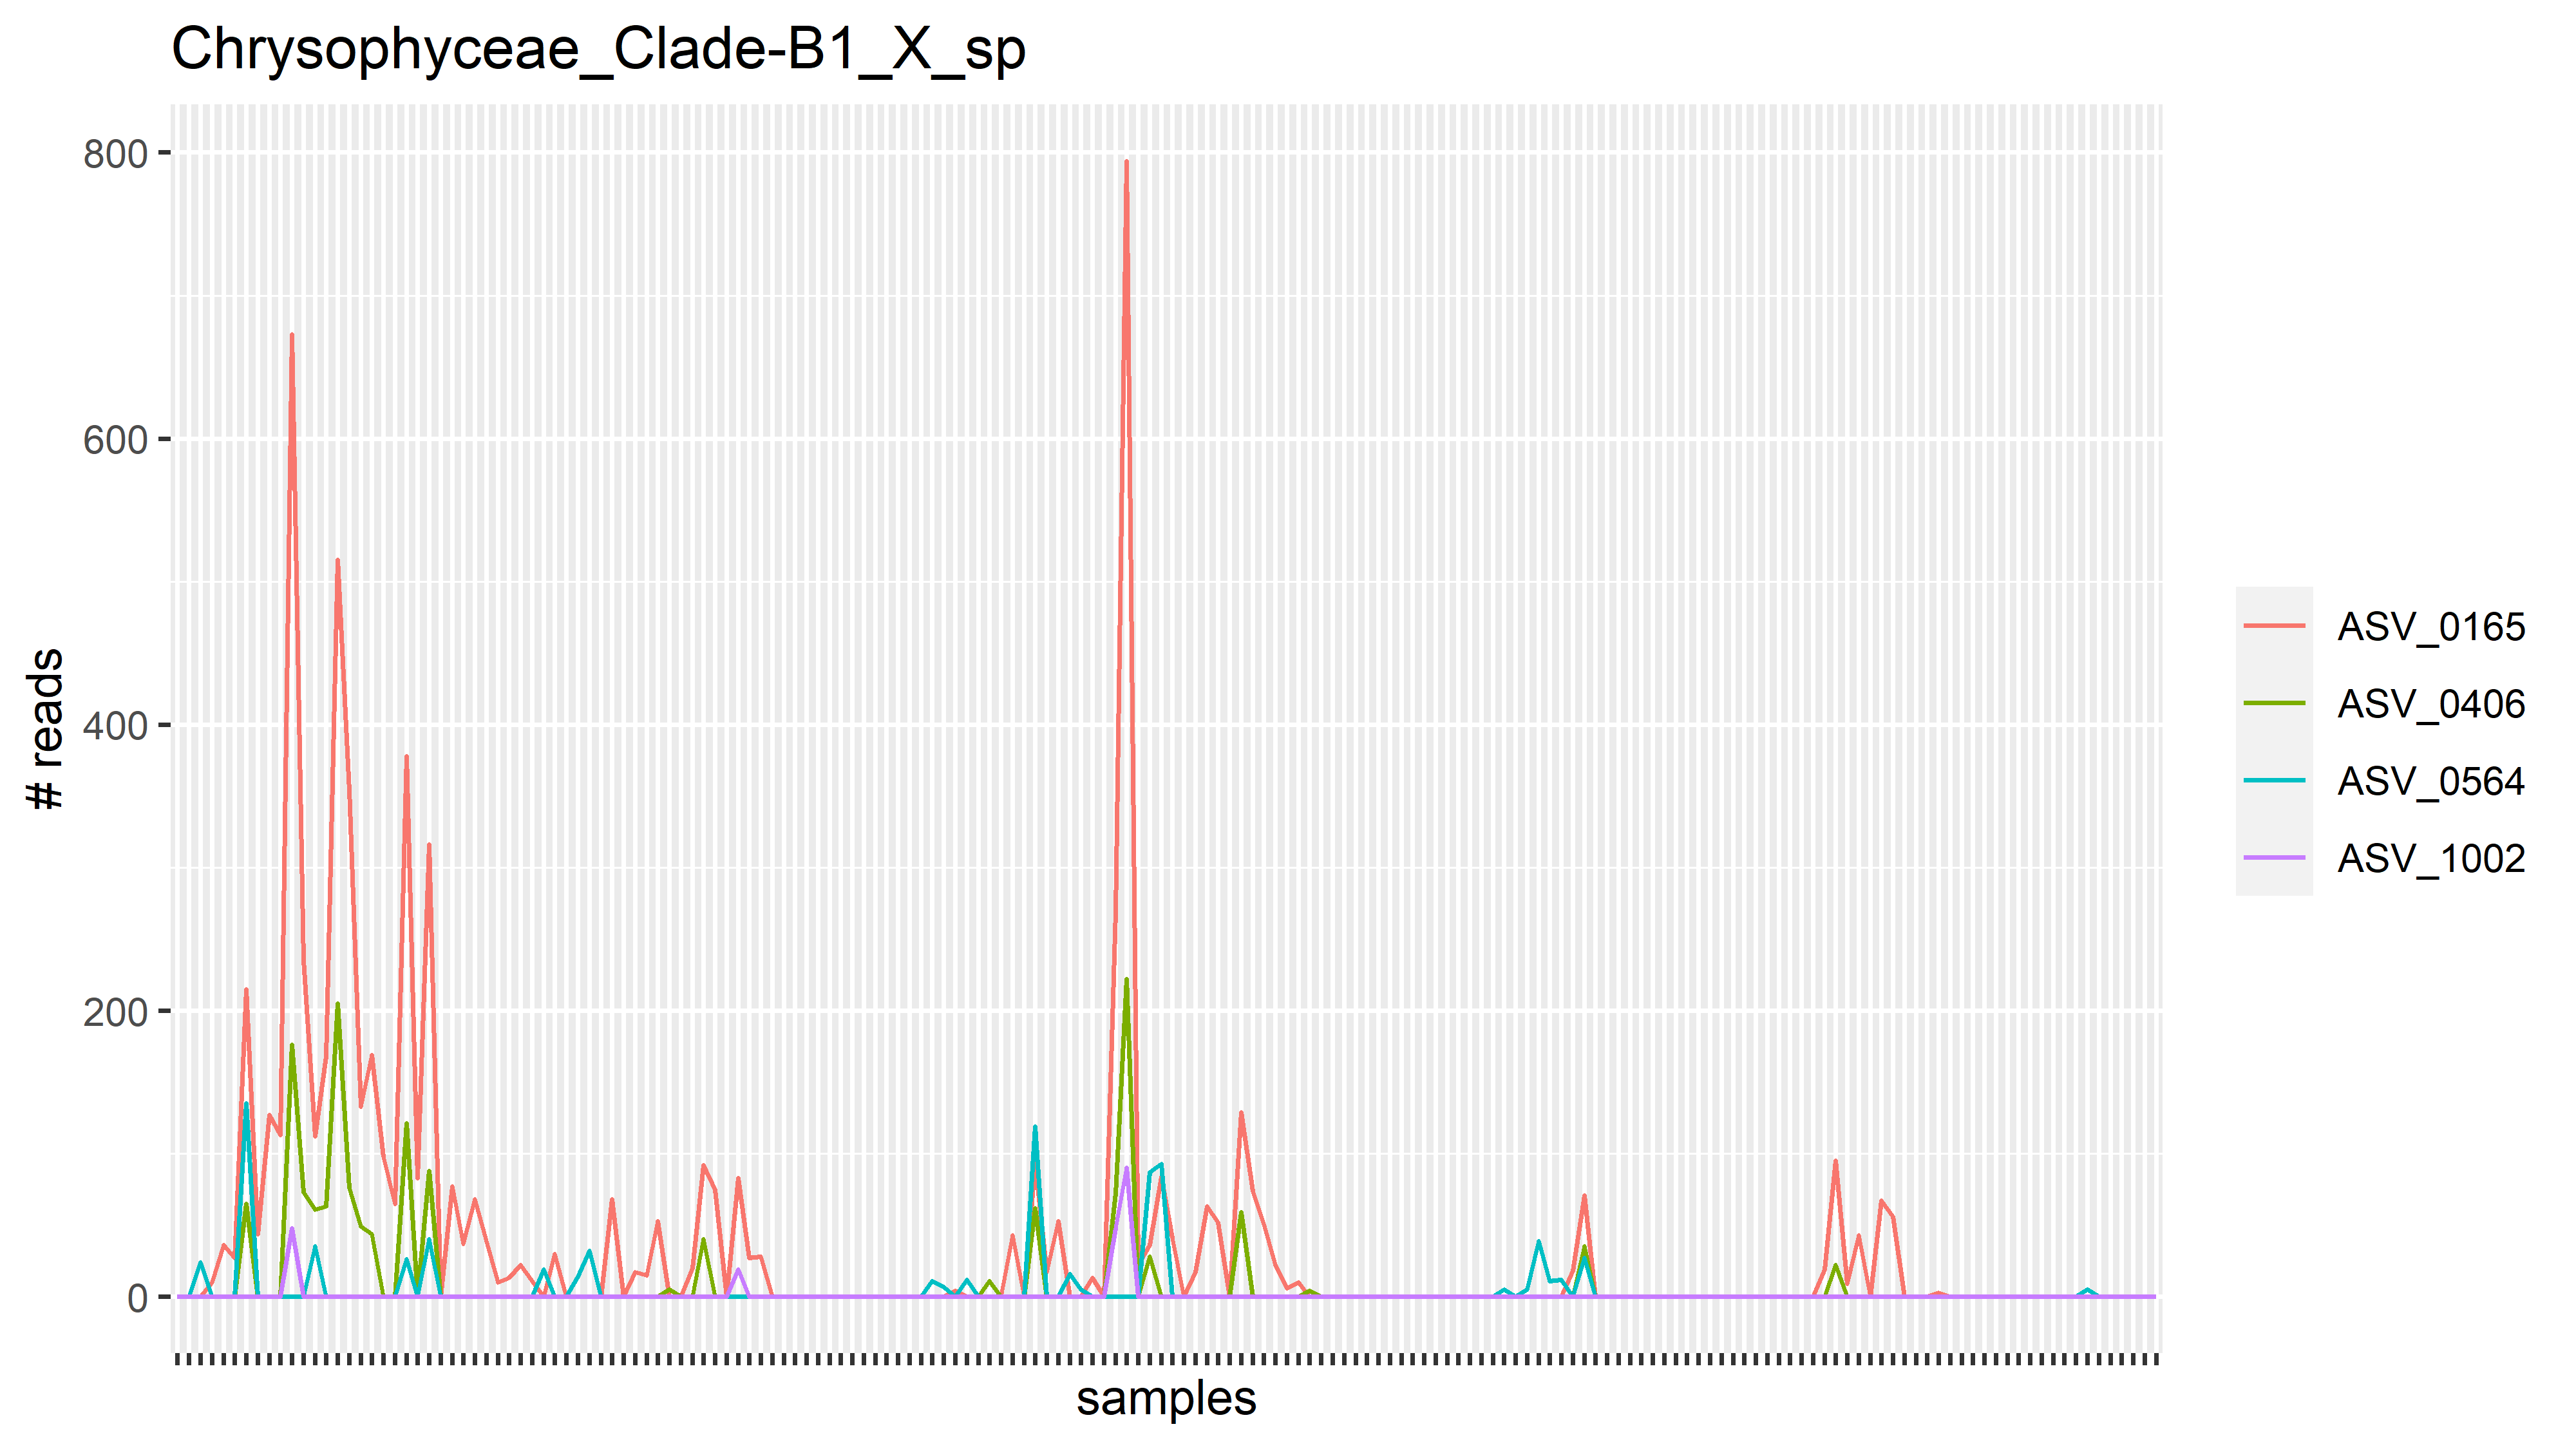 Chrysophyceae_Clade-B1_X_sp
800
600
400
200
0
# reads
samples
ASV_0165
ASV_0406
ASV_0564
ASV_1002